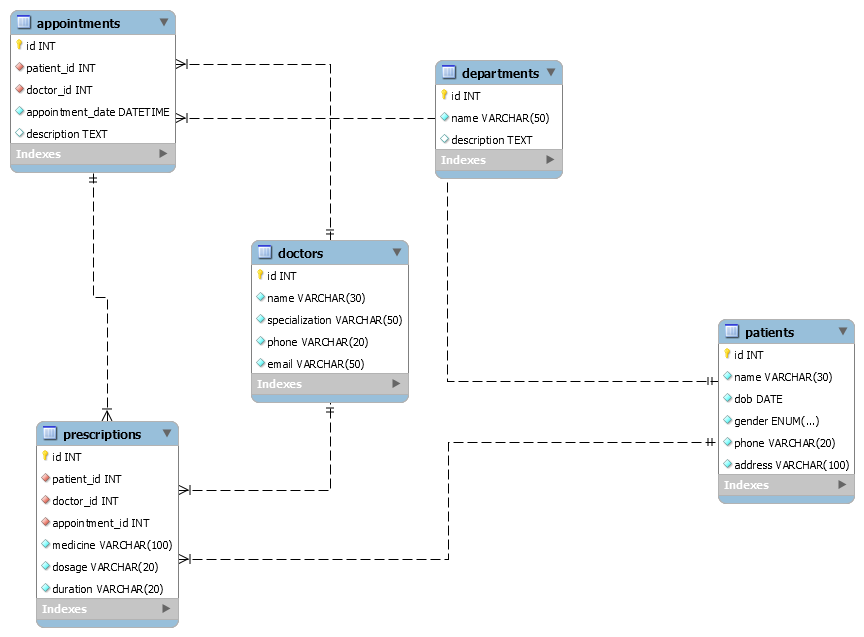 appointments
id INT
patient_id INT
doctor_id INT
appointment_date DATETIME
description TEXT
Indexes
departments
id INT
name VARCHAR(50)
description TEXT
Indexes
doctors
id INT
name VARCHAR(30)
specialization VARCHAR(50)
phone VARCHAR(20)
email VARCHAR(50)
Indexes
patients
id INT
name VARCHAR(30)
dob DATE
gender ENUM(...)
phone VARCHAR(20)
address VARCHAR(100)
Indexes
prescriptions
id INT
patient_id INT
doctor_id INT
appointment_id INT
medicine VARCHAR(100)
dosage VARCHAR(20)
duration VARCHAR(20)
Indexes